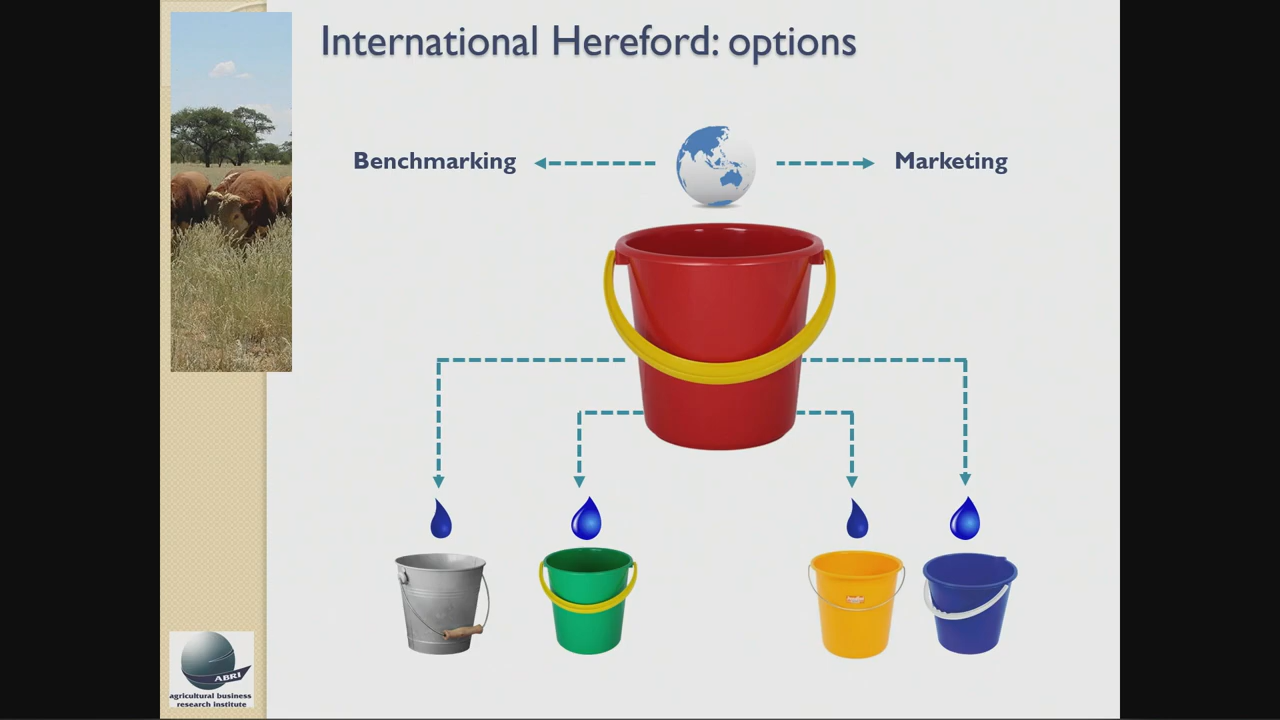 International Hereford: options
Benchmarking
Marketing
ABRI
agricultural business
research institute